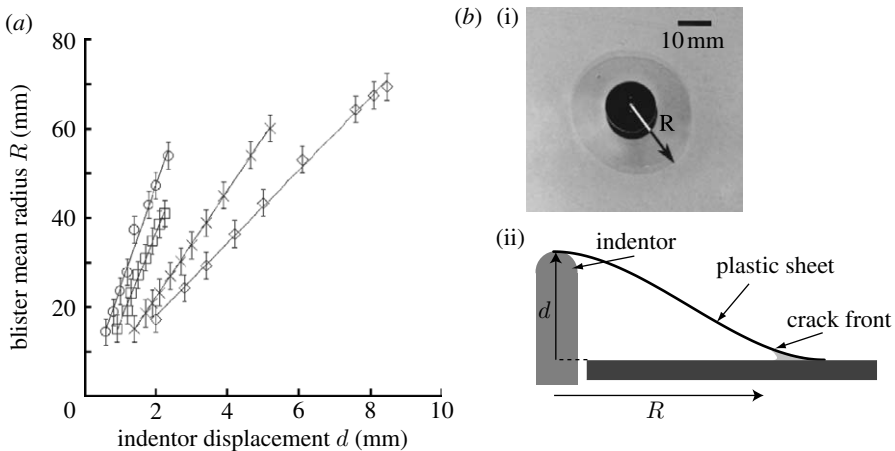 (a)
80
60
40
20
0
2
4
6
8
10
blister mean radius R (mm)
indentor displacement d (mm)
(b) (i)
10 mm
R
(ii)
indentor
plastic sheet
crack front
d
R